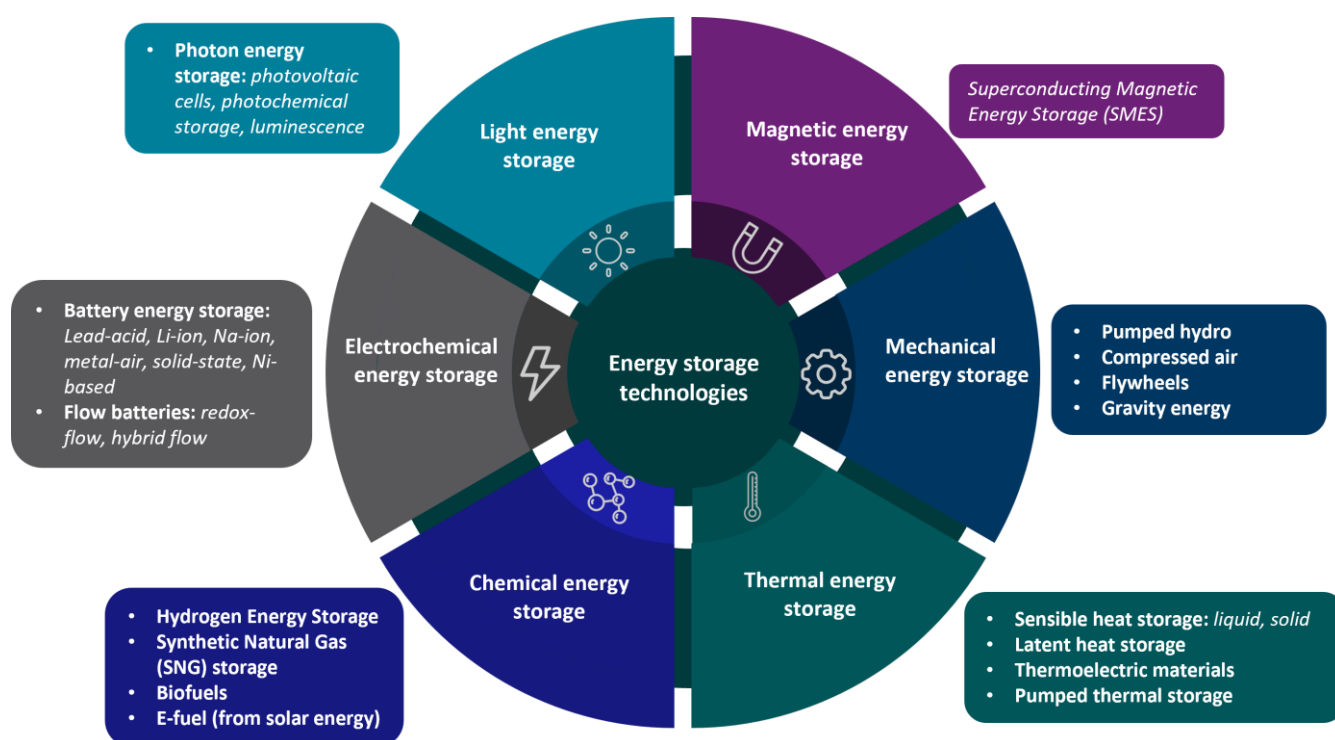 • Photon energy
storage: photovoltaic
cells, photochemical
storage, luminescence
Light energy
storage
Magnetic energy
storage
Superconducting Magnetic
Energy Storage (SMES)
• Battery energy storage:
Lead-acid, Li-ion, Na-ion,
metal-air, solid-state, Ni-
based
• Flow batteries: redox-
flow, hybrid flow
Electrochemical
energy storage
Energy storage
technologies
Mechanical
energy storage
• Pumped hydro
• Compressed air
• Flywheels
• Gravity energy
• Hydrogen Energy Storage
• Synthetic Natural Gas
(SNG) storage
• Biofuels
• E-fuel (from solar energy)
Chemical energy
storage
Thermal energy
storage
• Sensible heat storage: liquid, solid
• Latent heat storage
• Thermoelectric materials
• Pumped thermal storage